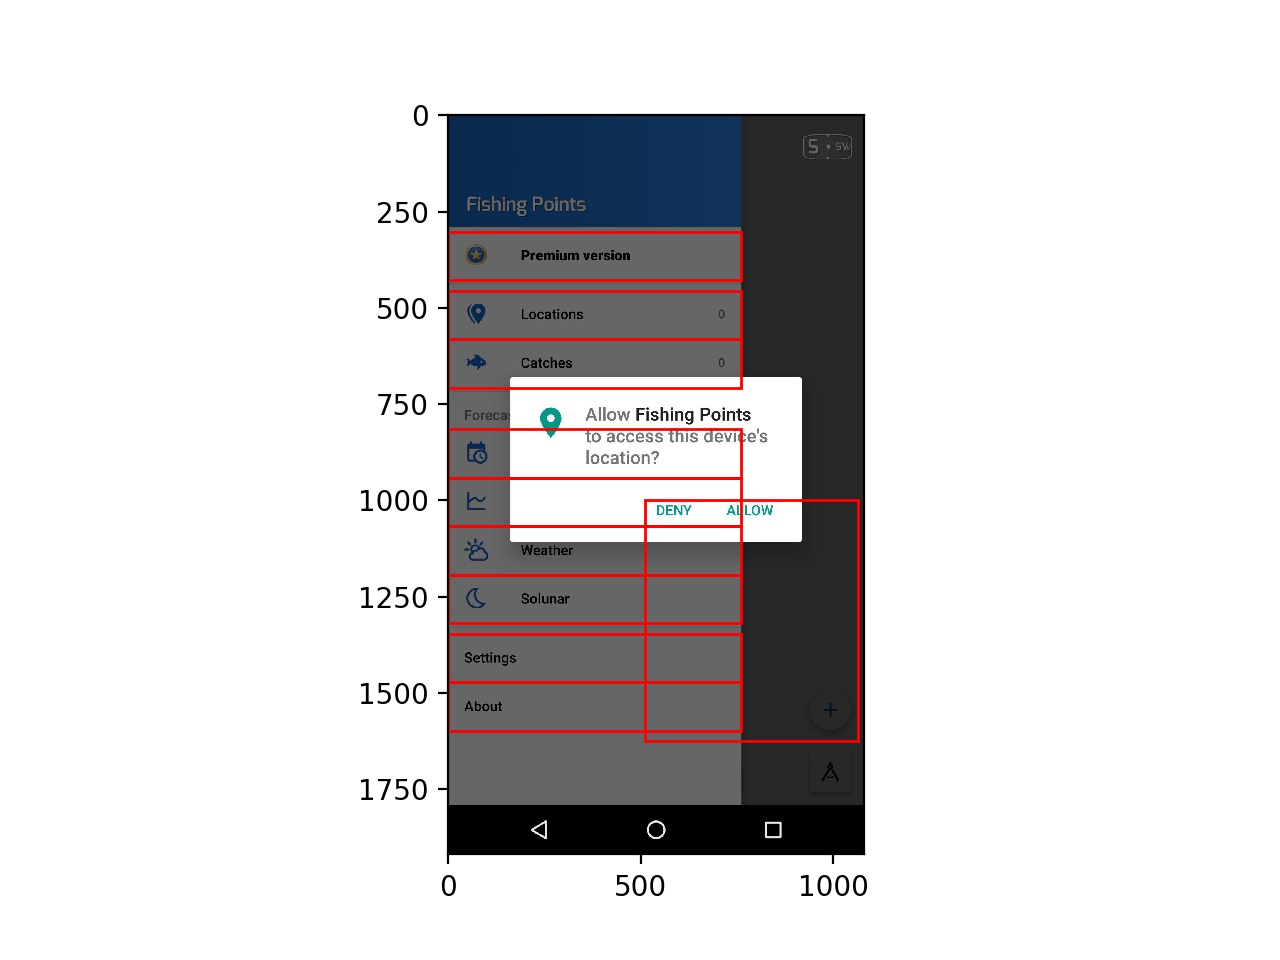 0
250
500
750
1000
1250
1500
1750
0
500
1000
S · SW
Fishing Points
Premium version
Locations 0
Catches 0
Allow Fishing Points
to access this device's
location?
DENY ALLOW
Weather
Solunar
Settings
About